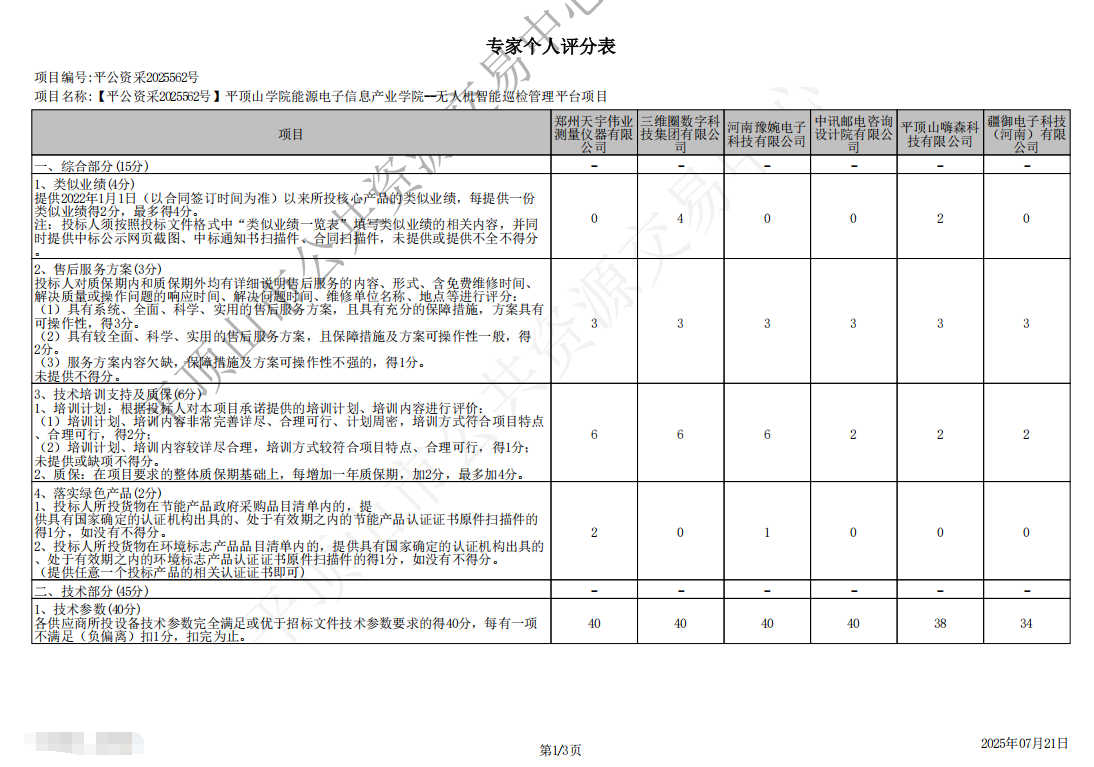 专家个人评分表
项目编号:平公资采2025562号
项目名称:【平公资采2025562号】平顶山学院能源电子信息产业学院--无人机智能巡检管理平台项目
项目
郑州天宇伟业测量仪器有限公司
三维圈数字科技集团有限公司
河南豫婉电子科技有限公司
中讯邮电咨询设计院有限公司
平顶山嗨森科技有限公司
疆御电子科技（河南）有限公司
一、综合部分(15分) - - - - - -
1、类似业绩(4分)
提供2022年1月1日（以合同签订时间为准）以来所投核心产品的类似业绩，每提供一份
类似业绩得2分，最多得4分。
注：投标人须按照投标文件格式中“类似业绩一览表”填写类似业绩的相关内容，并同
时提供中标公示网页截图、中标通知书扫描件、合同扫描件，未提供或提供不全不得分
。
0 4 0 0 2 0
2、售后服务方案(3分)
投标人对质保期内和质保期外均有详细说明售后服务的内容、形式、含免费维修时间、
解决质量或操作问题的响应时间、解决问题时间、维修单位名称、地点等进行评分；
（1）具有系统、全面、科学、实用的售后服务方案，且具有充分的保障措施，方案具有
可操作性，得3分。
（2）具有较全面、科学、实用的售后服务方案，且保障措施及方案可操作性一般，得
2分。
（3）服务方案内容欠缺，保障措施及方案可操作性不强的，得1分。
未提供不得分。
3 3 3 3 3 3
3、技术培训支持及质保(6分)
1、培训计划：根据投标人对本项目承诺提供的培训计划、培训内容进行评价；
（1）培训计划、培训内容非常完善详尽、合理可行、计划周密，培训方式符合项目特点
、合理可行，得2分；
（2）培训计划、培训内容较详尽合理，培训方式较符合项目特点、合理可行，得1分；
未提供或缺项不得分。
2、质保：在项目要求的整体质保期基础上，每增加一年质保期，加2分，最多加4分。
6 6 6 2 2 2
4、落实绿色产品(2分)
1、投标人所投货物在节能产品政府采购品目清单内的，提
供具有国家确定的认证机构出具的、处于有效期之内的节能产品认证证书原件扫描件的
得1分，如没有不得分。
2、投标人所投货物在环境标志产品品目清单内的，提供具有国家确定的认证机构出具的
、处于有效期之内的环境标志产品认证证书原件扫描件的得1分，如没有不得分。
（提供任意一个投标产品的相关认证证书即可)
2 0 1 0 0 0
二、技术部分(45分) - - - - - -
1、技术参数(40分)
各供应商所投设备技术参数完全满足或优于招标文件技术参数要求的得40分，每有一项
不满足（负偏离）扣1分，扣完为止。
40 40 40 40 38 34
平顶山市公共资源交易中心
平顶山市公共资源交易中心
第1/3页
2025年07月21日